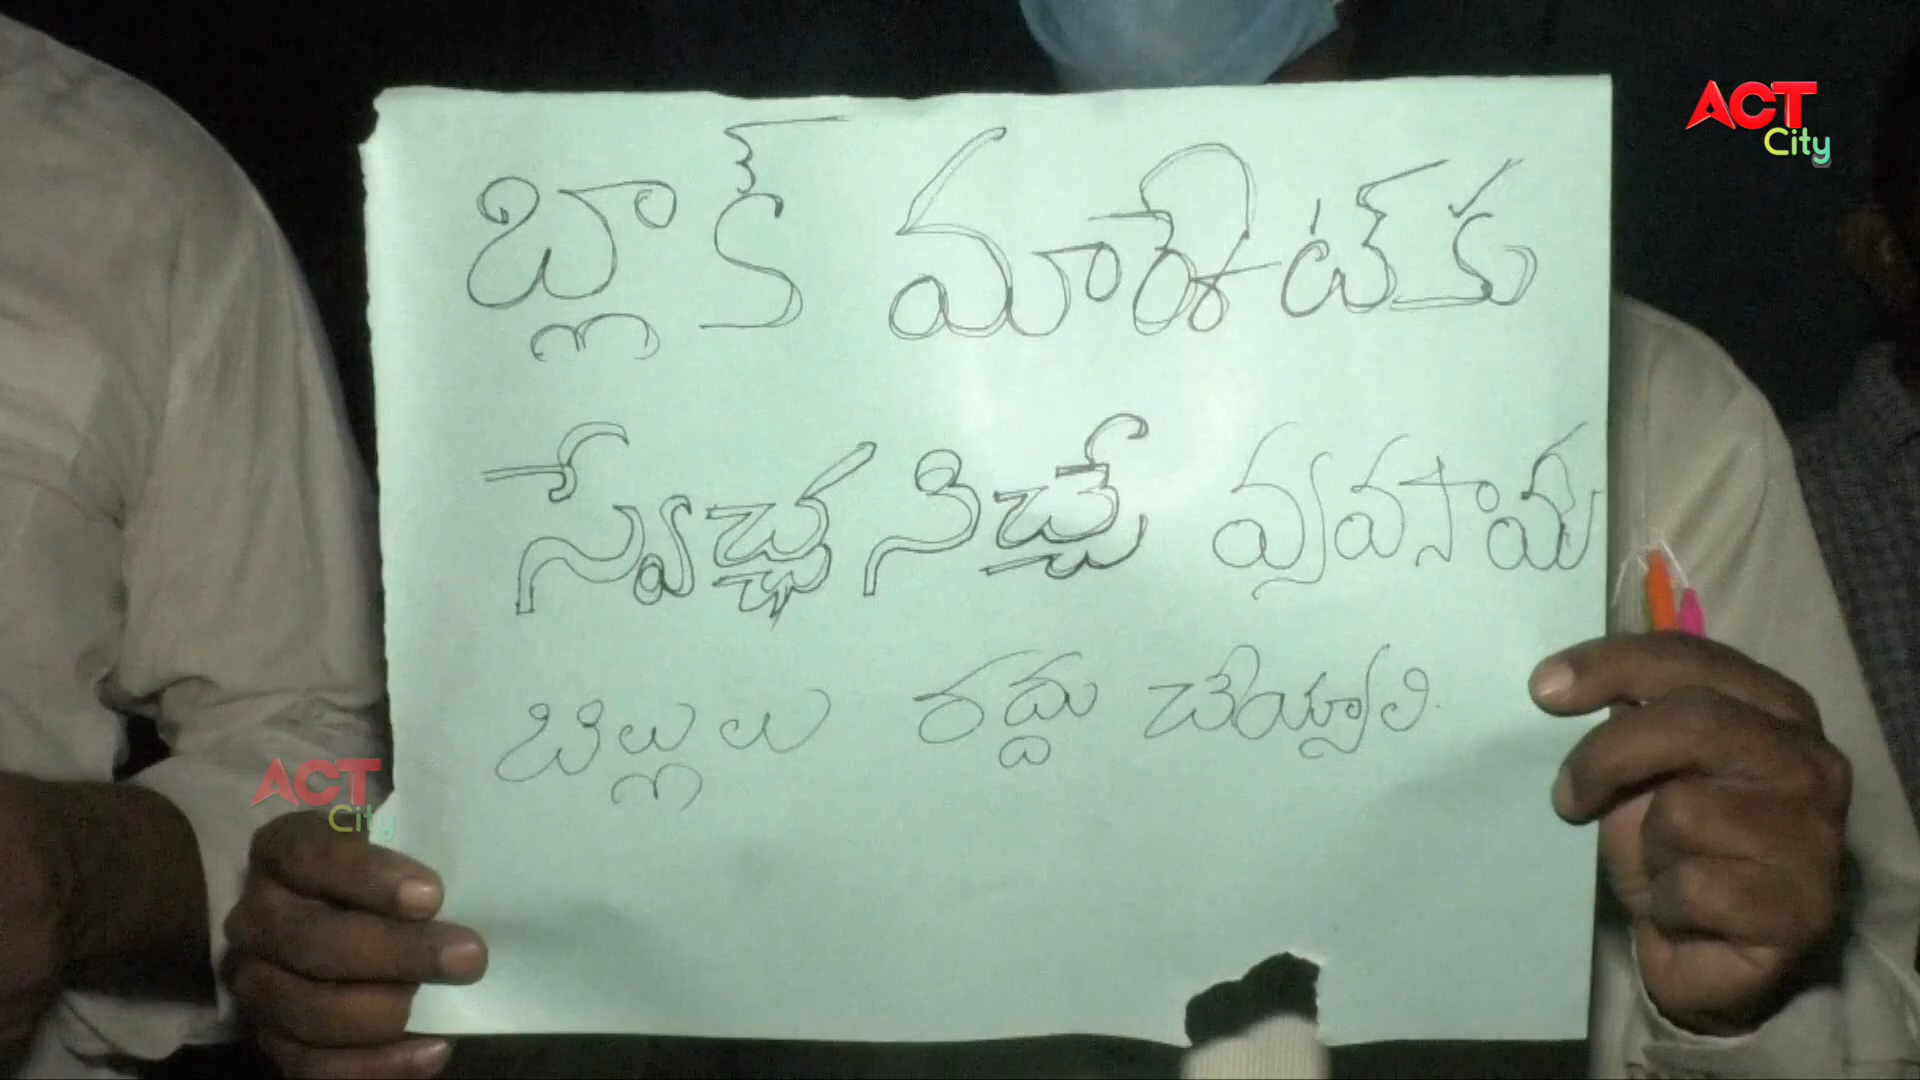 ACT
City
బ్లాక్ మార్కెట్‌కు
స్వేచ్ఛనిచ్చే వ్యవసాయ
బిల్లులు రద్దు చేయ్యాలి.
ACT
City